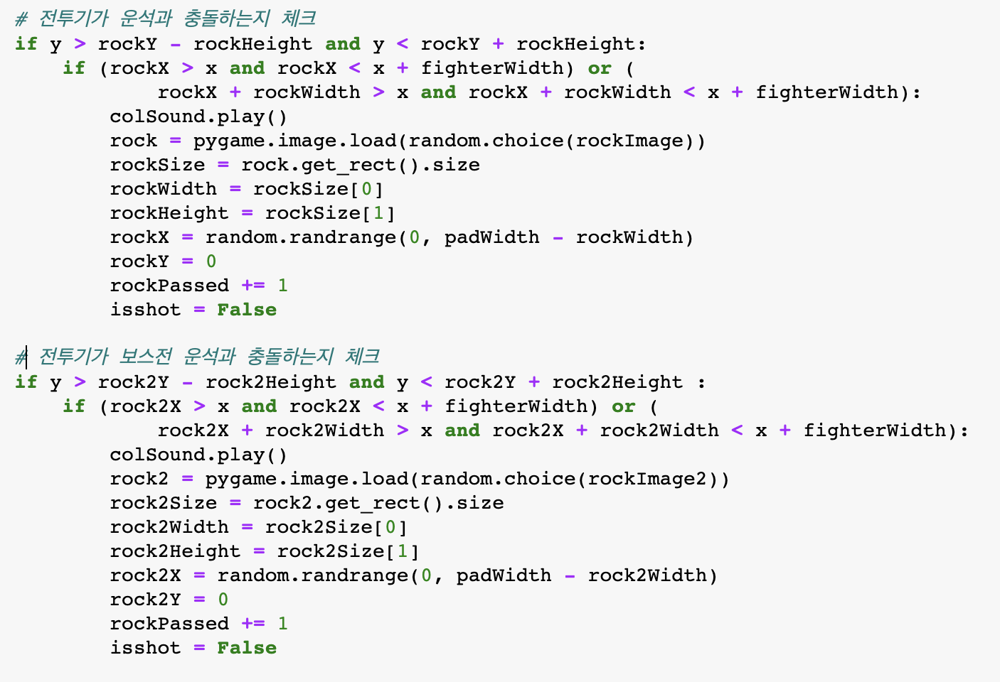 # 전투기가 운석과 충돌하는지 체크
if y > rockY - rockHeight and y < rockY + rockHeight:
    if (rockX > x and rockX < x + fighterWidth) or (
            rockX + rockWidth > x and rockX + rockWidth < x + fighterWidth):
        colSound.play()
        rock = pygame.image.load(random.choice(rockImage))
        rockSize = rock.get_rect().size
        rockWidth = rockSize[0]
        rockHeight = rockSize[1]
        rockX = random.randrange(0, padWidth - rockWidth)
        rockY = 0
        rockPassed += 1
        isshot = False

# 전투기가 보스전 운석과 충돌하는지 체크
if y > rock2Y - rock2Height and y < rock2Y + rock2Height :
    if (rock2X > x and rock2X < x + fighterWidth) or (
            rock2X + rock2Width > x and rock2X + rock2Width < x + fighterWidth):
        colSound.play()
        rock2 = pygame.image.load(random.choice(rockImage2))
        rock2Size = rock2.get_rect().size
        rock2Width = rock2Size[0]
        rock2Height = rock2Size[1]
        rock2X = random.randrange(0, padWidth - rock2Width)
        rock2Y = 0
        rockPassed += 1
        isshot = False